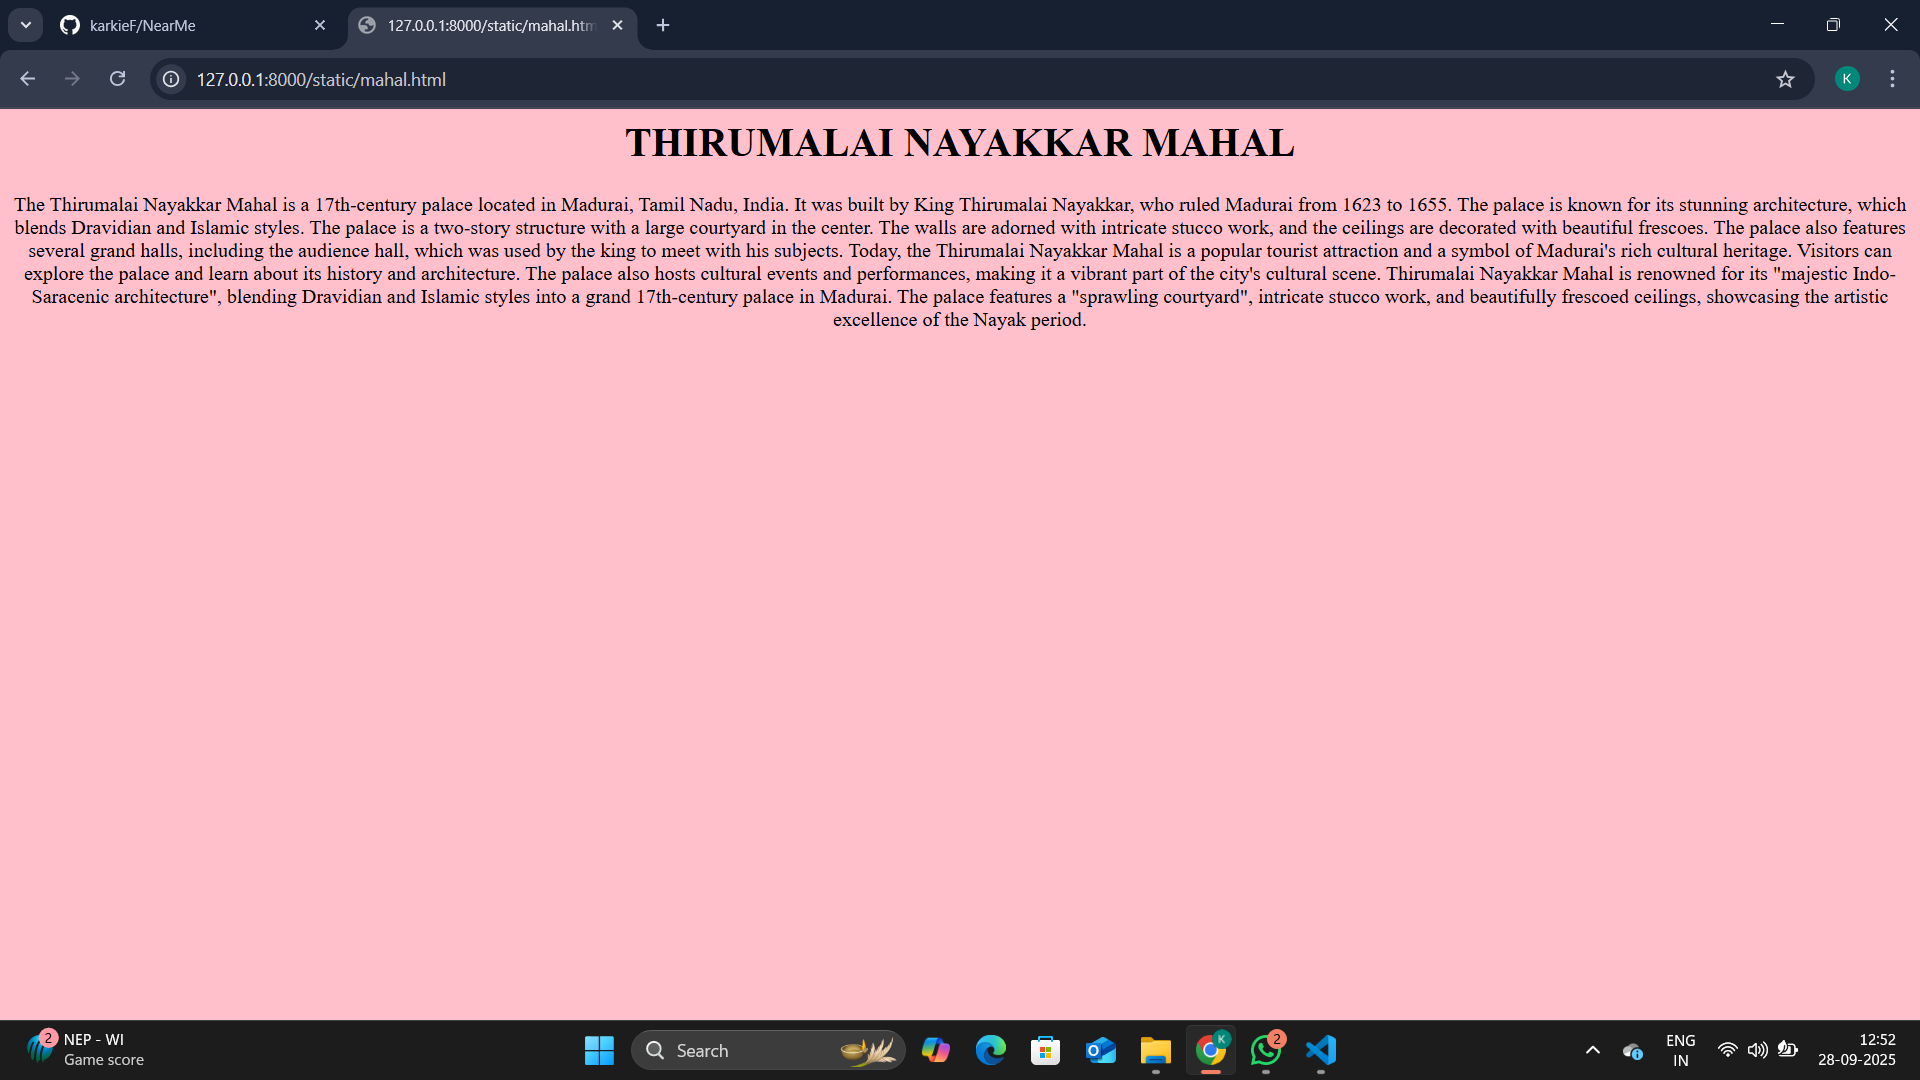 karkieF/NearMe
127.0.0.1:8000/static/mahal.htm
127.0.0.1:8000/static/mahal.html
K
THIRUMALAI NAYAKKAR MAHAL
The Thirumalai Nayakkar Mahal is a 17th-century palace located in Madurai, Tamil Nadu, India. It was built by King Thirumalai Nayakkar, who ruled Madurai from 1623 to 1655. The palace is known for its stunning architecture, which
blends Dravidian and Islamic styles. The palace is a two-story structure with a large courtyard in the center. The walls are adorned with intricate stucco work, and the ceilings are decorated with beautiful frescoes. The palace also features
several grand halls, including the audience hall, which was used by the king to meet with his subjects. Today, the Thirumalai Nayakkar Mahal is a popular tourist attraction and a symbol of Madurai's rich cultural heritage. Visitors can
explore the palace and learn about its history and architecture. The palace also hosts cultural events and performances, making it a vibrant part of the city's cultural scene. Thirumalai Nayakkar Mahal is renowned for its "majestic Indo-
Saracenic architecture", blending Dravidian and Islamic styles into a grand 17th-century palace in Madurai. The palace features a "sprawling courtyard", intricate stucco work, and beautifully frescoed ceilings, showcasing the artistic
excellence of the Nayak period.
2
NEP - WI
Game score
Search
K
2
ENG
IN
12:52
28-09-2025